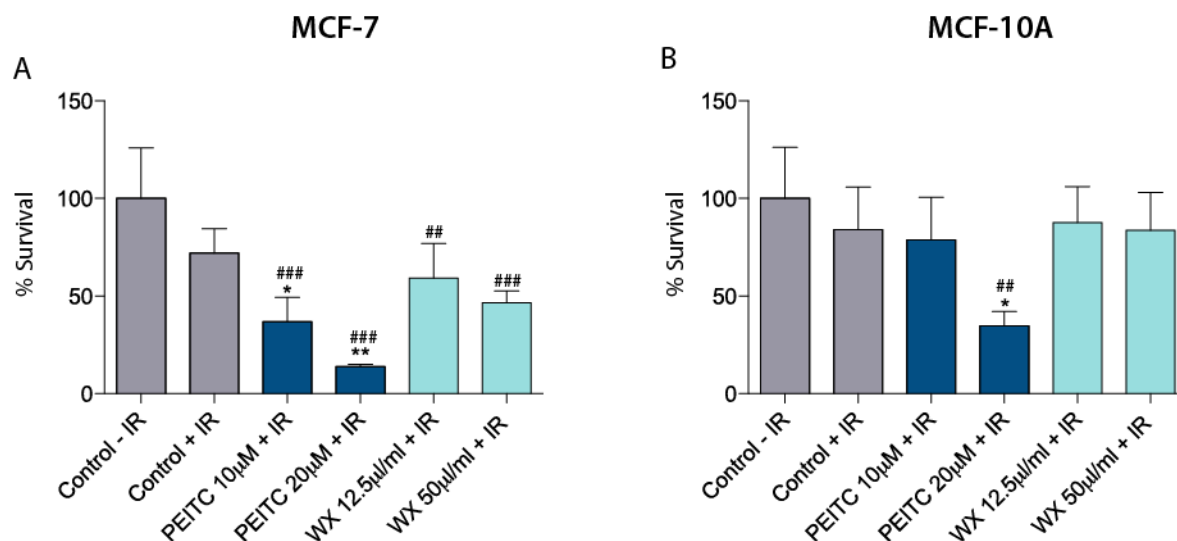 MCF-7
A
% Survival
150
100
50
0
###
*
###
**
##
###
Control - IR
Control + IR
PEITC 10µM + IR
PEITC 20µM + IR
WX 12.5µl/ml + IR
WX 50µl/ml + IR
MCF-10A
B
% Survival
150
100
50
0
##
*
Control - IR
Control + IR
PEITC 10µM + IR
PEITC 20µM + IR
WX 12.5µl/ml + IR
WX 50µl/ml + IR